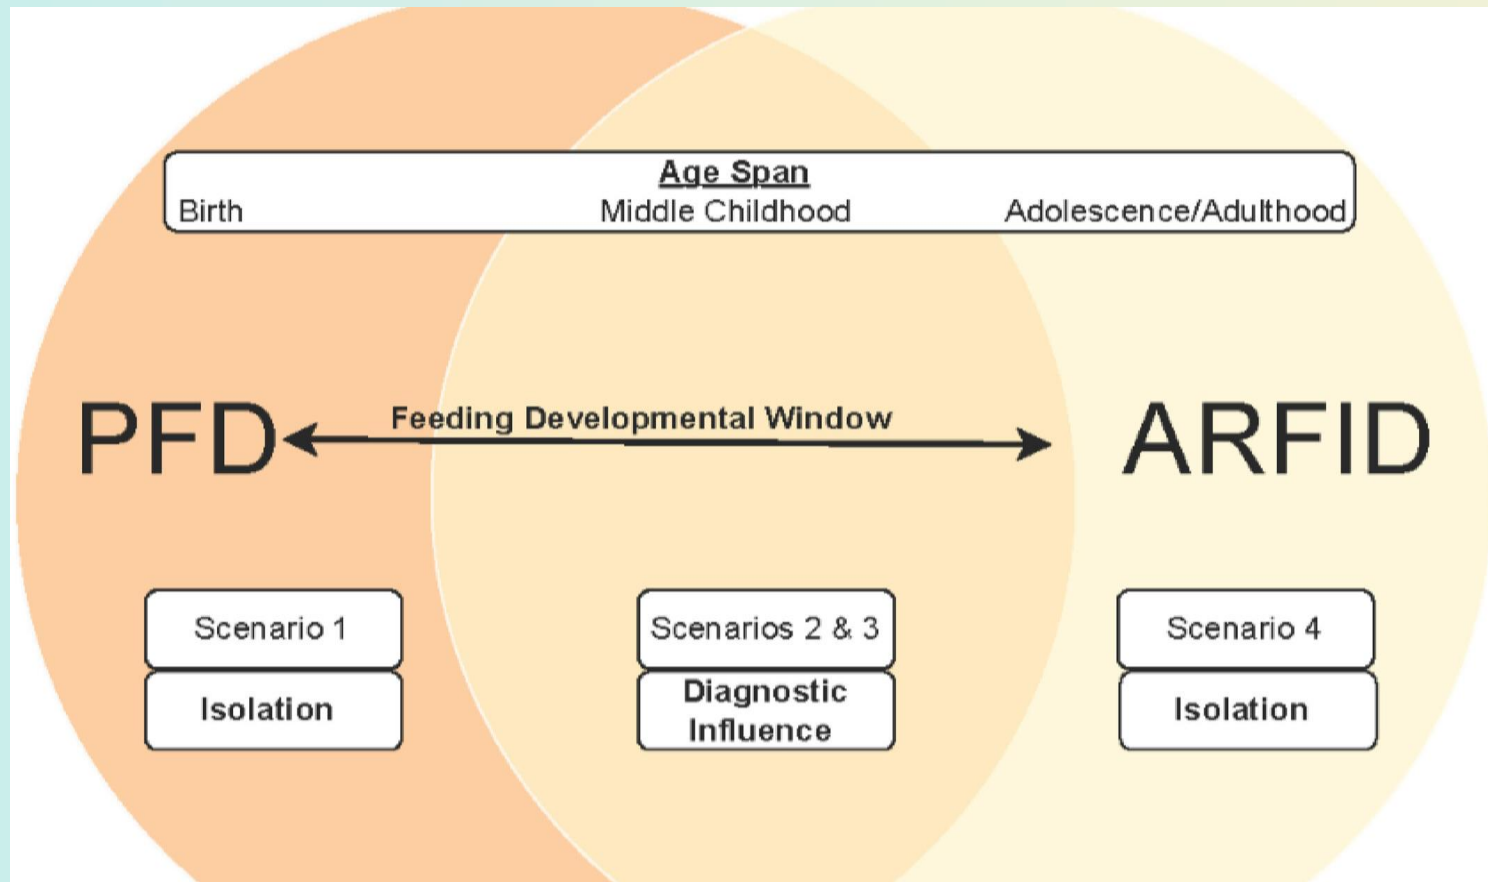 Age Span
Birth Middle Childhood Adolescence/Adulthood
Feeding Developmental Window
PFD ARFID
Scenario 1 Scenarios 2 & 3 Scenario 4
Isolation Diagnostic Influence Isolation